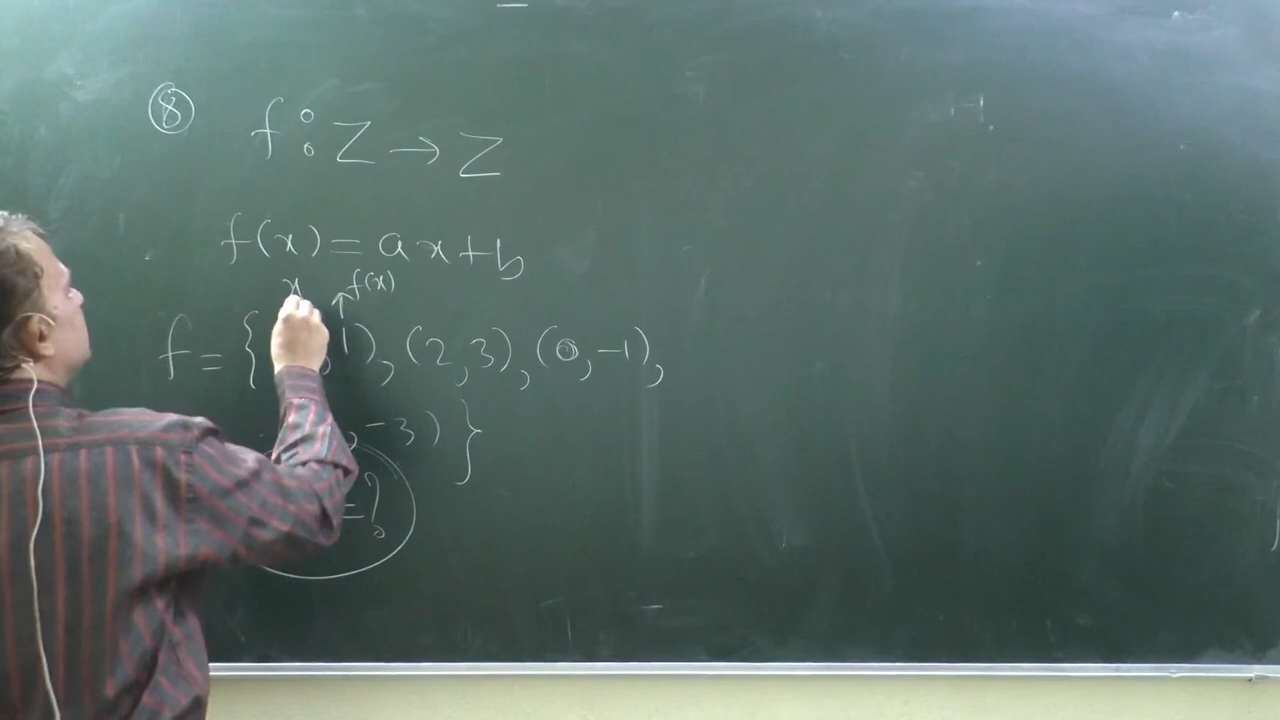 ⑧ f : Z → Z
f(x) = ax + b
x f(x)
f = { 1), (2, 3), (0, -1),
-3) }
= ?